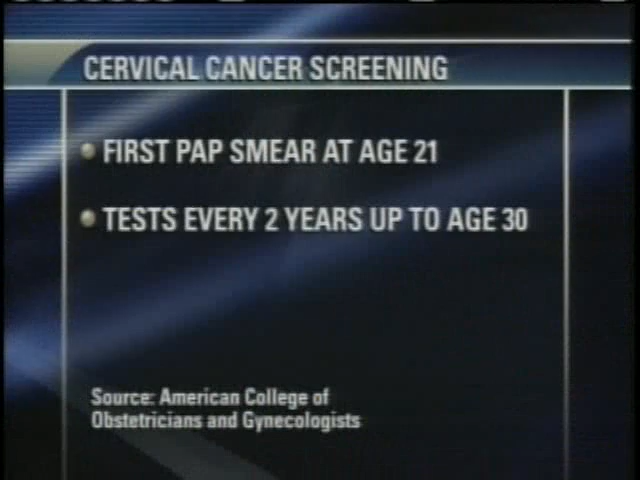 CERVICAL CANCER SCREENING
FIRST PAP SMEAR AT AGE 21
TESTS EVERY 2 YEARS UP TO AGE 30
Source: American College of
Obstetricians and Gynecologists